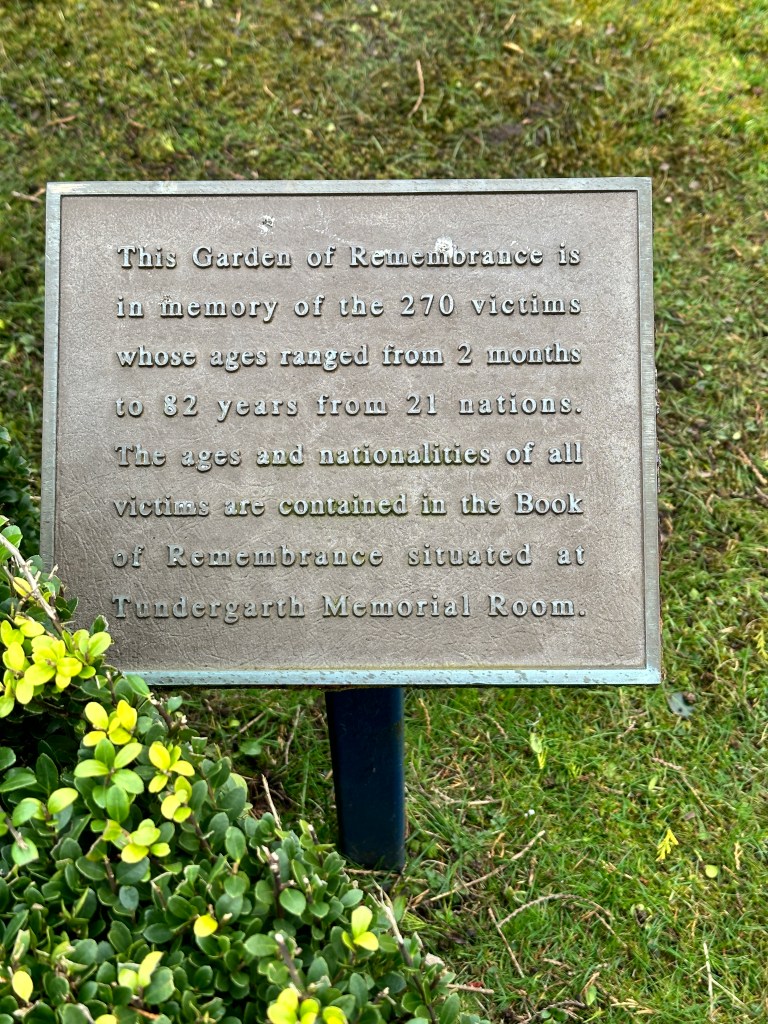 This Garden of Remembrance is
in memory of the 270 victims
whose ages ranged from 2 months
to 82 years from 21 nations.
The ages and nationalities of all
victims are contained in the Book
of Remembrance situated at
Tundergarth Memorial Room.